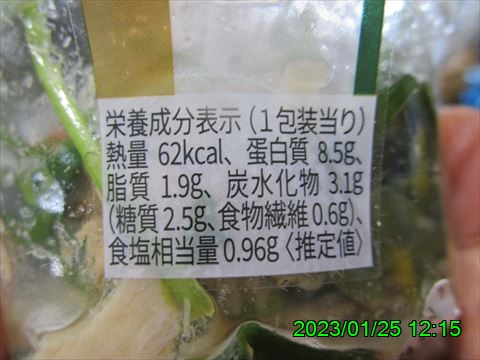 栄養成分表示(1包装当り)
熱量 62kcal、蛋白質 8.5g、
脂質 1.9g、炭水化物 3.1g
(糖質 2.5g、食物繊維 0.6g)、
食塩相当量 0.96g〈推定値〉
2023/01/25 12:15